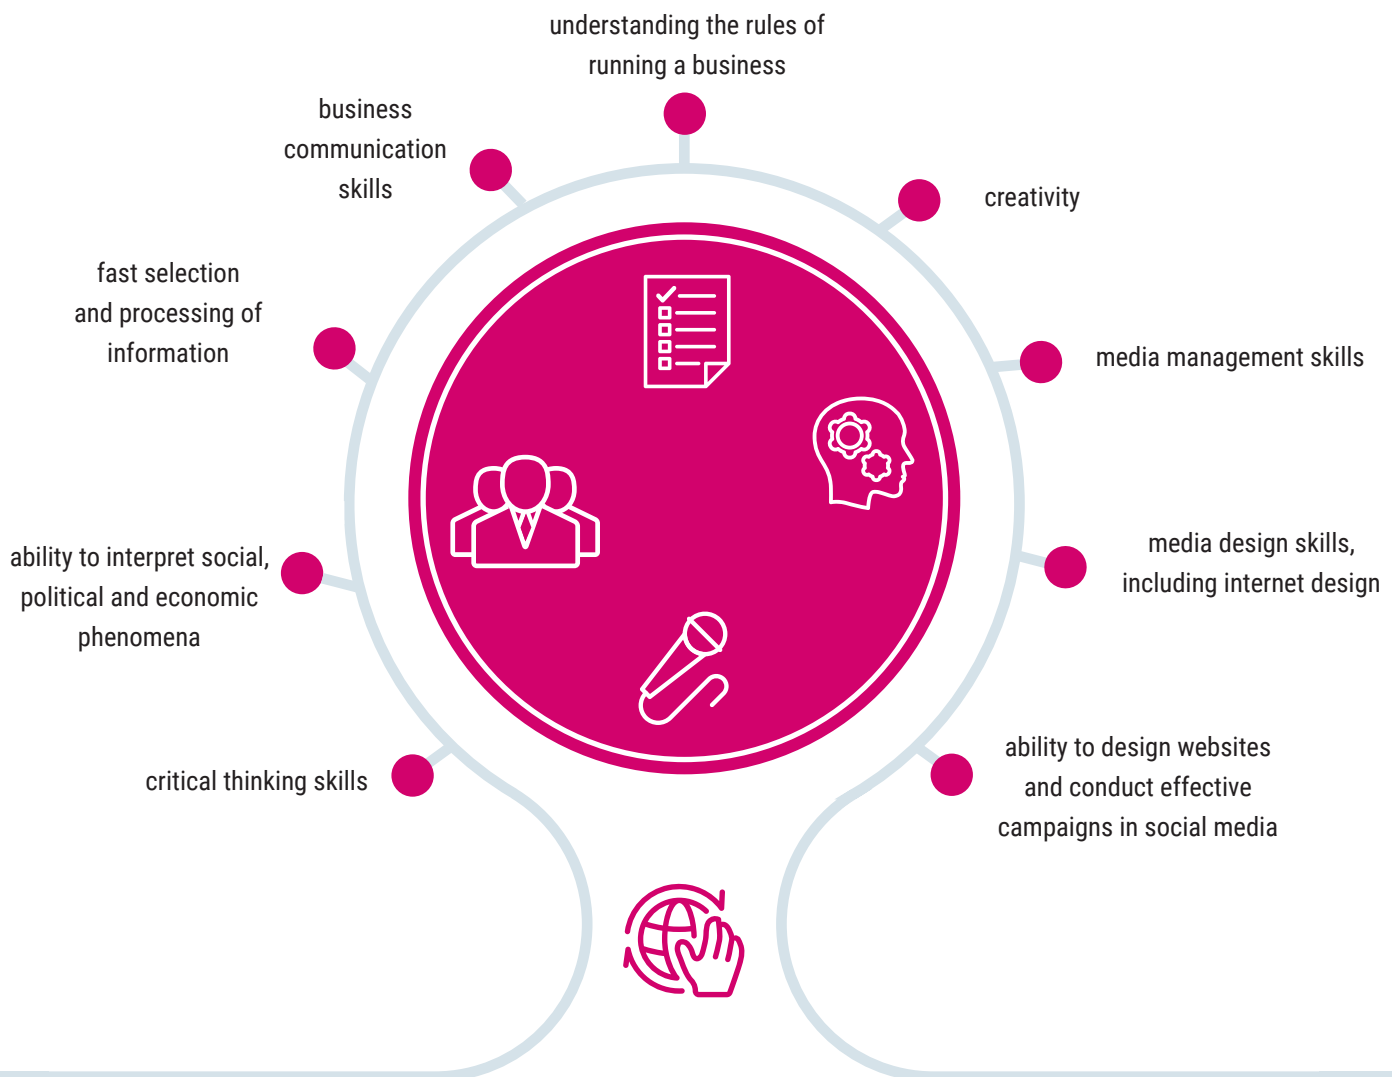 understanding the rules of
running a business
business
communication
skills
creativity
fast selection
and processing of
information
media management skills
ability to interpret social,
political and economic
phenomena
media design skills,
including internet design
critical thinking skills
ability to design websites
and conduct effective
campaigns in social media